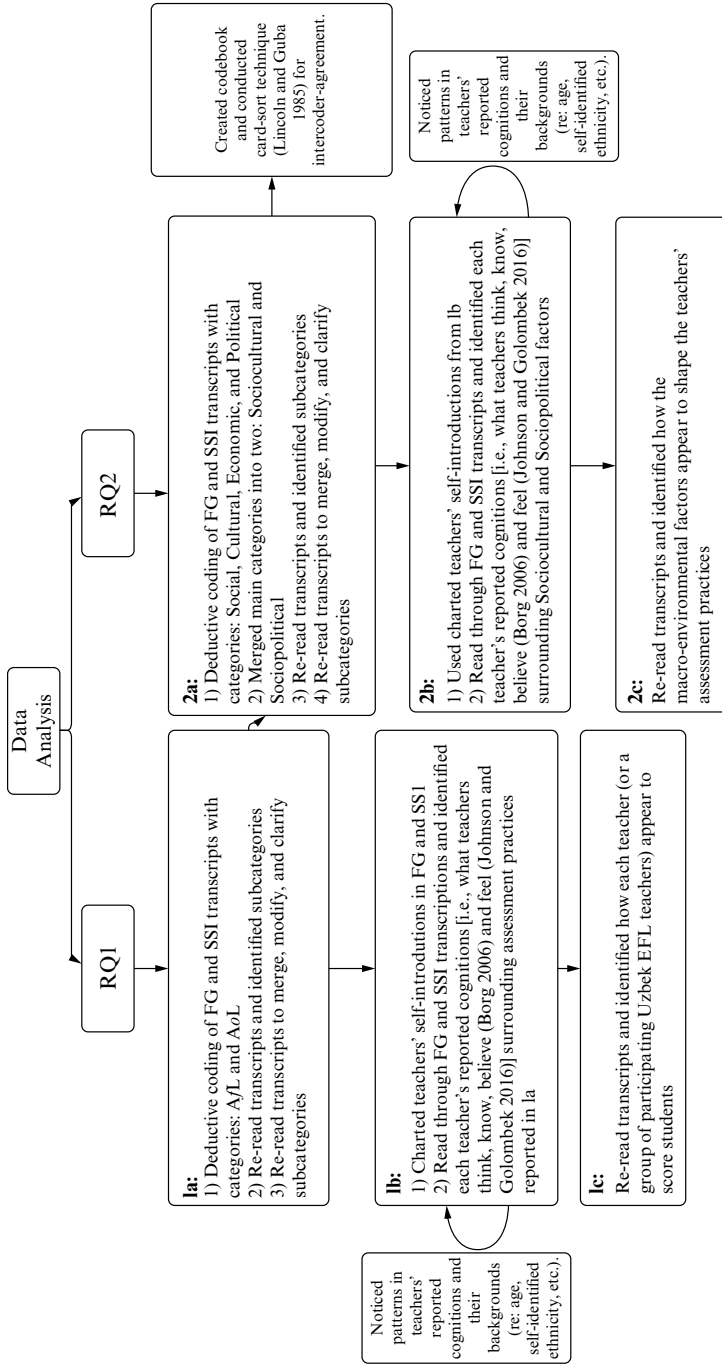 Data
Analysis
RQ1
RQ2
1a:
1) Deductive coding of FG and SSI transcripts with
categories: AfL and AoL
2) Re-read transcripts and identified subcategories
3) Re-read transcripts to merge, modify, and clarify
subcategories
2a:
1) Deductive coding of FG and SSI transcripts with
categories: Social, Cultural, Economic, and Political
2) Merged main categories into two: Sociocultural and
Sociopolitical
3) Re-read transcripts and identified subcategories
4) Re-read transcripts to merge, modify, and clarify
subcategories
Created codebook
and conducted
card-sort technique
(Lincoln and Guba
1985) for
intercoder-agreement.
Noticed
patterns in
teachers'
reported
cognitions and
their
backgrounds
(re: age,
self-identified
ethnicity, etc.).
lb:
1) Charted teachers' self-introdutions in FG and SS1
2) Read through FG and SSI transcriptions and identified
each teacher's reported cognitions [i.e., what teachers
think, know, believe (Borg 2006) and feel (Johnson and
Golombek 2016)] surrounding assessment practices
reported in 1a
2b:
1) Used charted teachers' self-introductions from lb
2) Read through FG and SSI transcripts and identified each
teacher's reported cognitions [i.e., what teachers think, know,
believe (Borg 2006) and feel (Johnson and Golombek 2016)]
surrounding Sociocultural and Sociopolitical factors
Noticed
patterns in
teachers'
reported
cognitions and
their
backgrounds
(re: age,
self-identified
ethnicity, etc.).
lc:
Re-read transcripts and identified how each teacher (or a
group of participating Uzbek EFL teachers) appear to
score students
2c:
Re-read transcripts and identified how the
macro-environmental factors appear to shape the teachers'
assessment practices